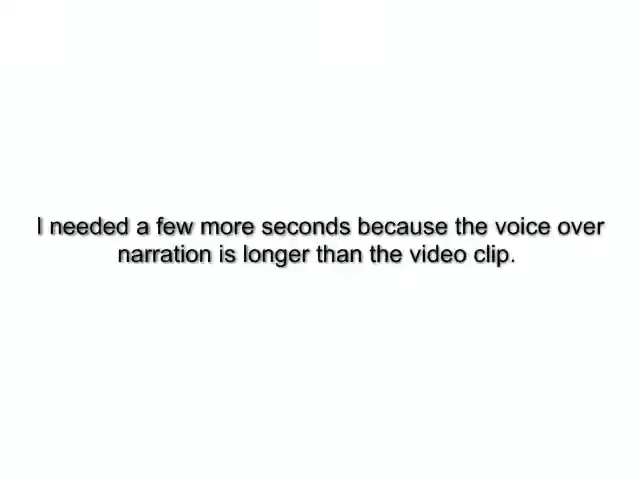 I needed a few more seconds because the voice over
narration is longer than the video clip.